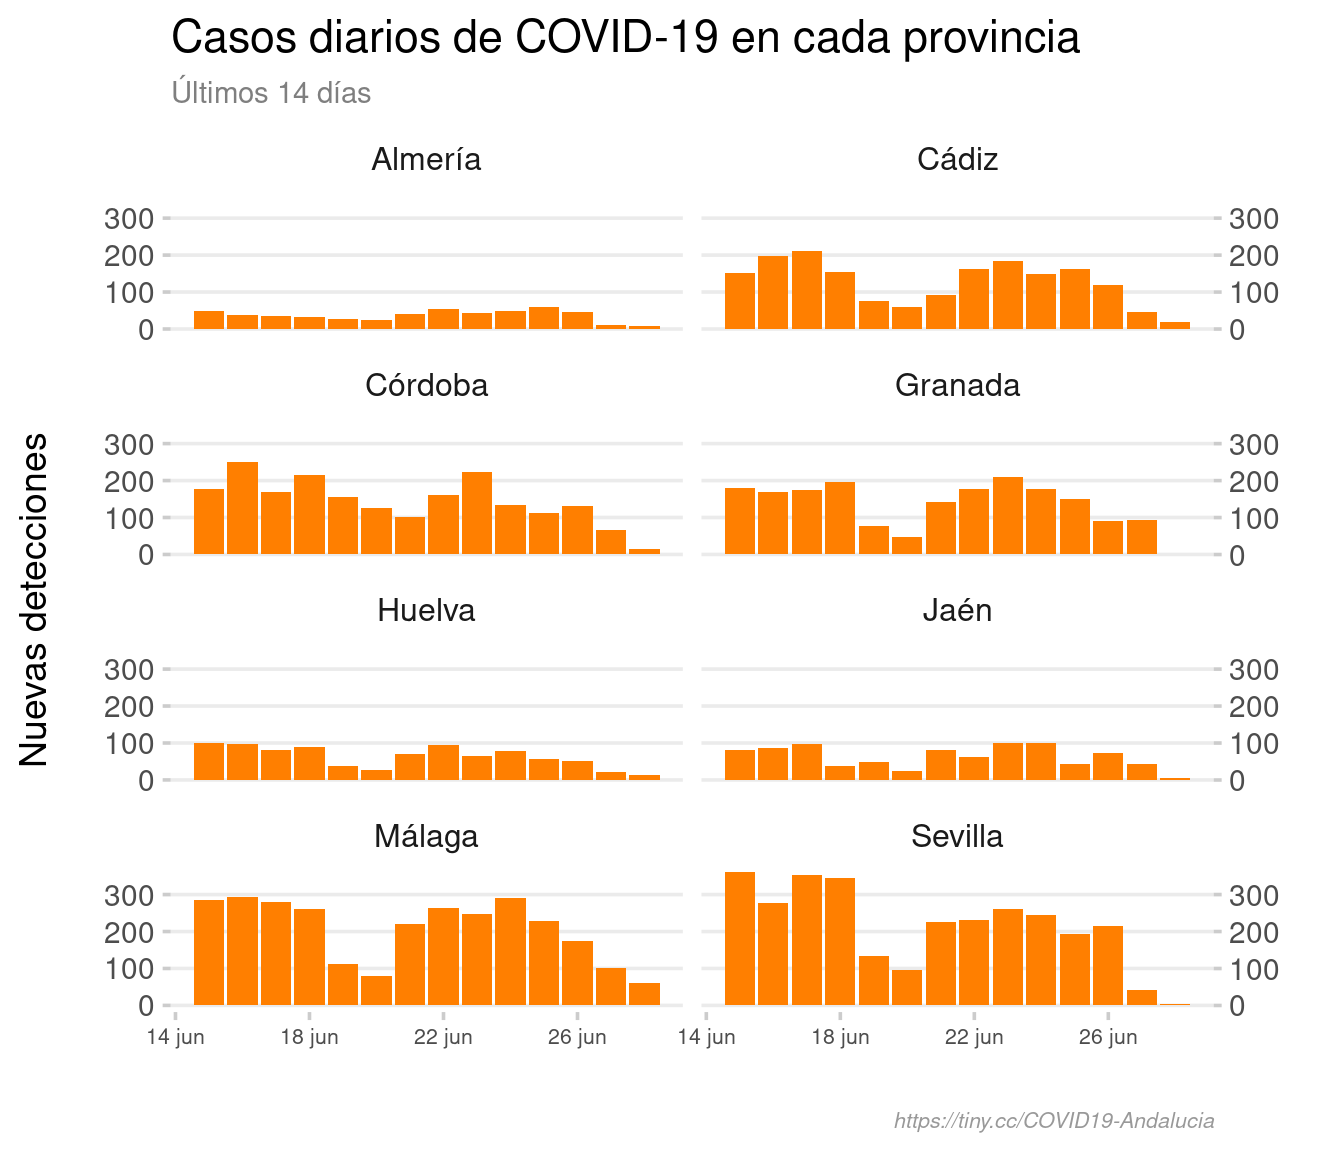 Casos diarios de COVID-19 en cada provincia
Últimos 14 días
Nuevas detecciones
Almería
Cádiz
300
200
100
0
300
200
100
0
Córdoba
Granada
300
200
100
0
300
200
100
0
Huelva
Jaén
300
200
100
0
300
200
100
0
Málaga
Sevilla
300
200
100
0
300
200
100
0
14 jun 18 jun 22 jun 26 jun
14 jun 18 jun 22 jun 26 jun
https://tiny.cc/COVID19-Andalucia